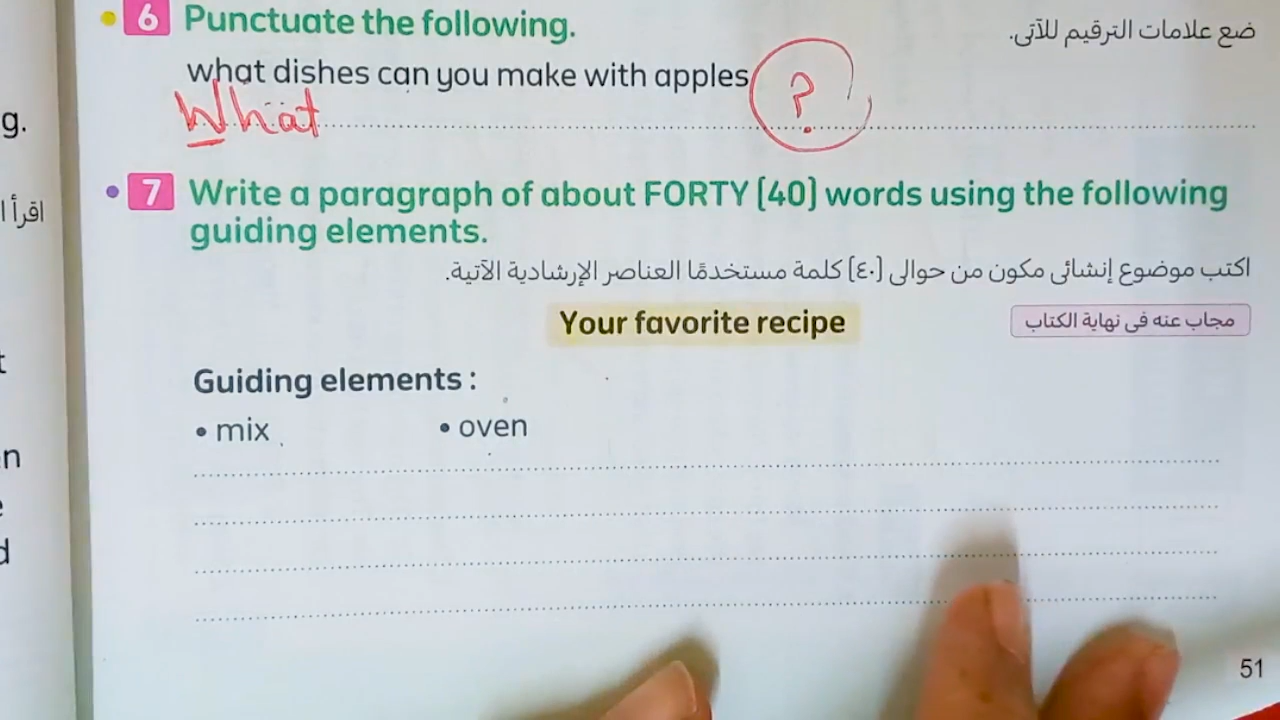 6 Punctuate the following.
ضع علامات الترقيم للآتى.
what dishes can you make with apples
What ?
7 Write a paragraph of about FORTY (40) words using the following
guiding elements.
اكتب موضوع إنشائى مكون من حوالى (٤٠) كلمة مستخدمًا العناصر الإرشادية الآتية.
Your favorite recipe
مجاب عنه فى نهاية الكتاب
Guiding elements :
• mix • oven
51
g.
اقرأ